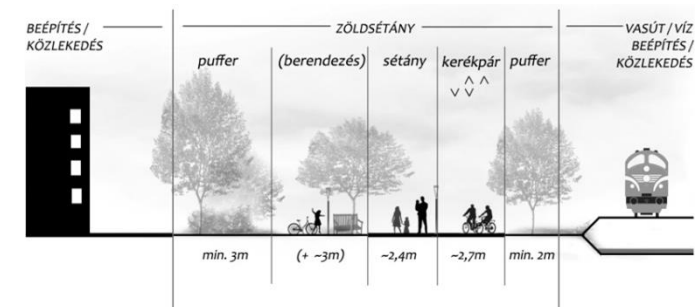 BEÉPÍTÉS /
KÖZLEKEDÉS
ZÖLDSÉTÁNY
VASÚT / VÍZ
BEÉPÍTÉS /
KÖZLEKEDÉS
puffer
(berendezés)
sétány
kerékpár
puffer
min. 3m
(+ ~3m)
~2,4m
~2,7m
min. 2m